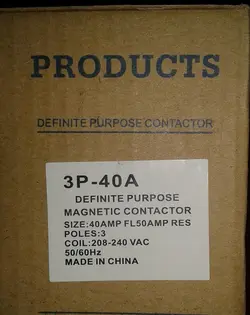 PRODUCTS
DEFINITE PURPOSE CONTACTOR
3P-40A
DEFINITE PURPOSE
MAGNETIC CONTACTOR
SIZE:40AMP FL50AMP RES
POLES:3
COIL:208-240 VAC
50/60Hz
MADE IN CHINA